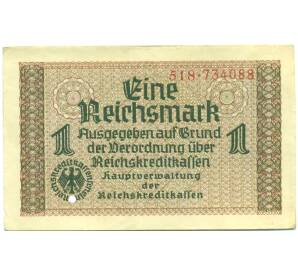 518·734088
Eine
Reichsmark
1 Ausgegeben auf Grund 1
der Verordnung über
Reichskreditkassen
Hauptverwaltung
der
Reichskreditkassen